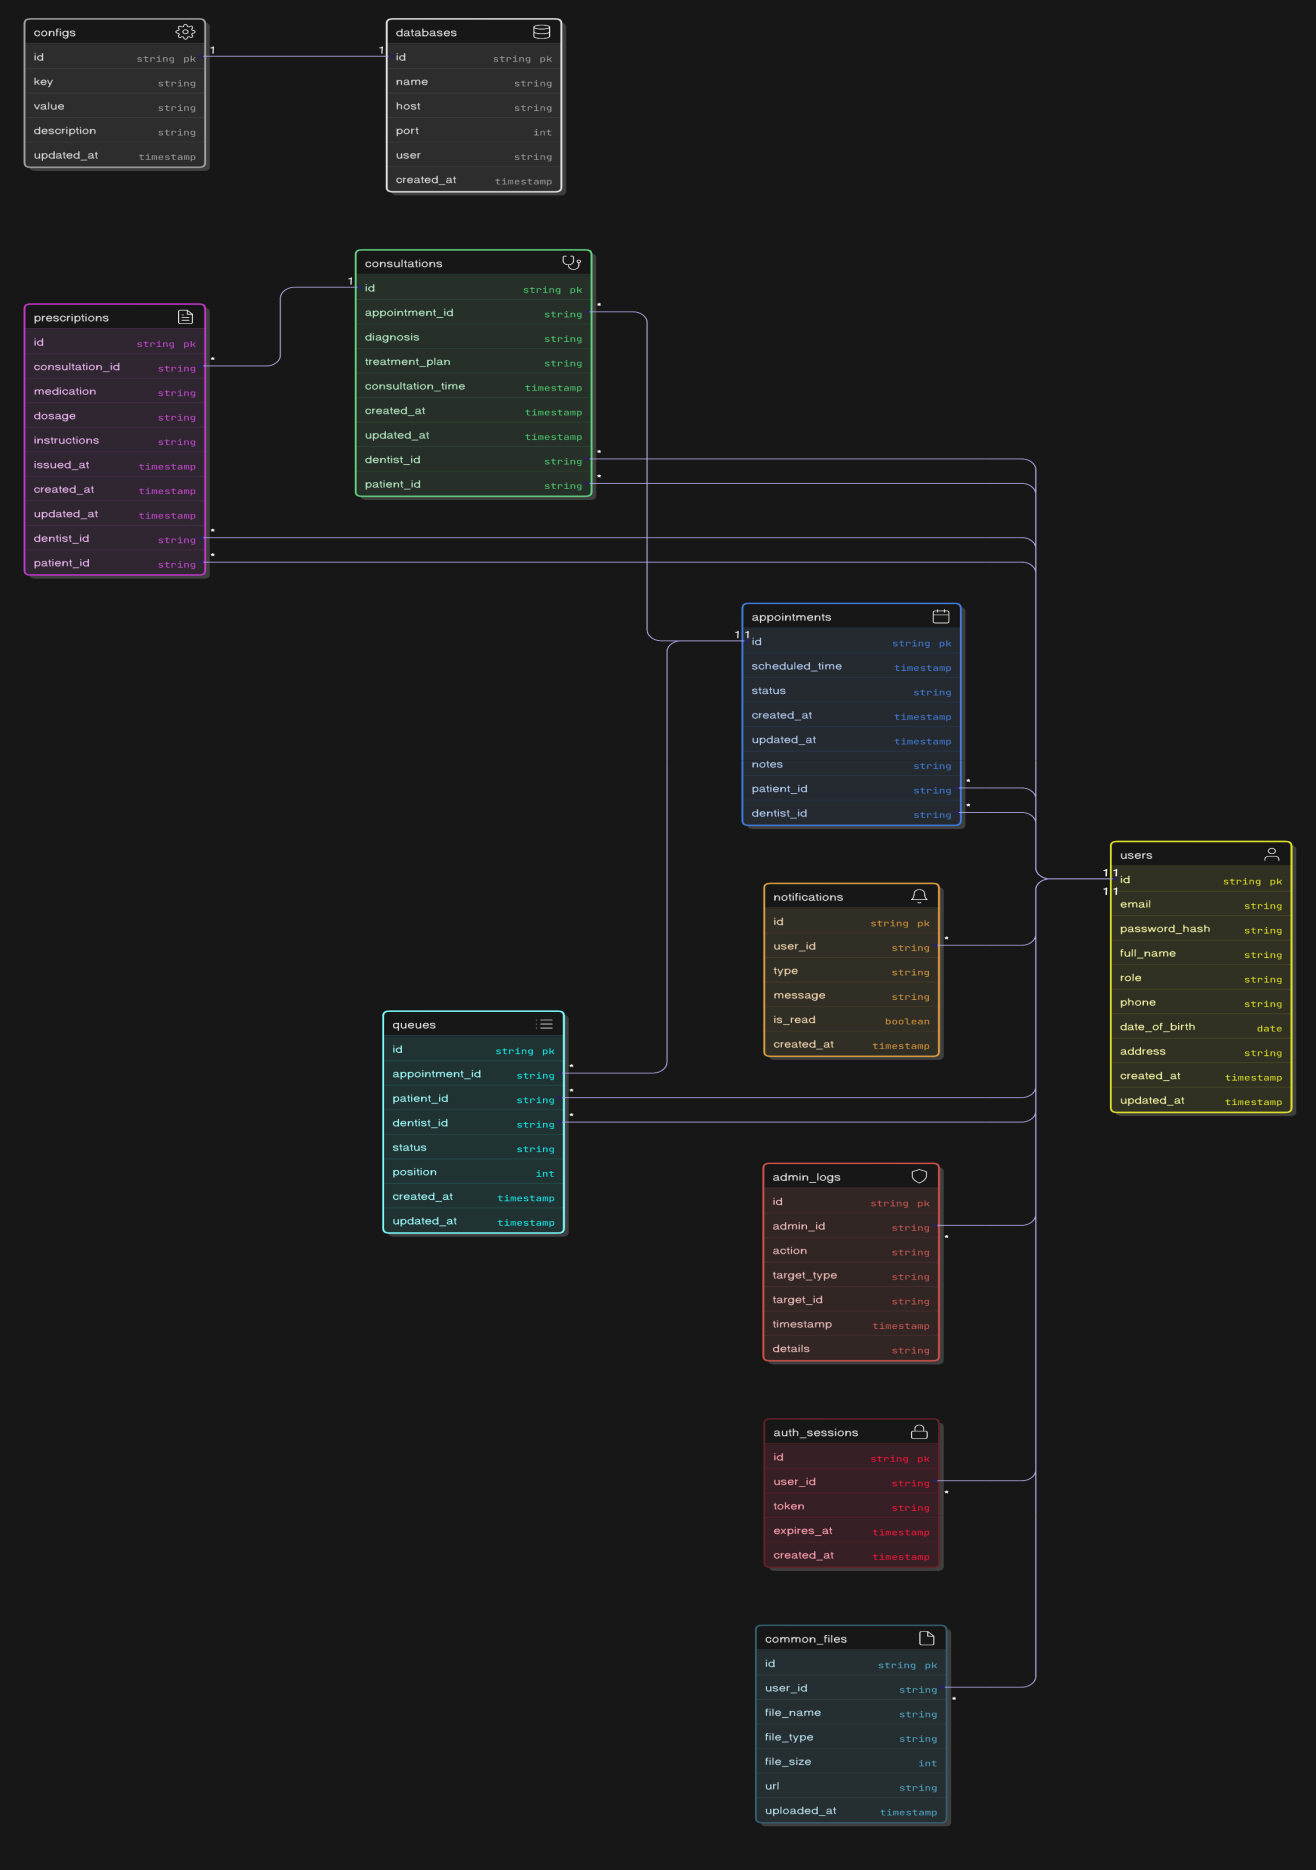 configs
id string pk
key string
value string
description string
updated_at timestamp
1 1
databases
id string pk
name string
host string
port int
user string
created_at timestamp
consultations
1 id string pk *
appointment_id string
diagnosis string
treatment_plan string
consultation_time timestamp
created_at timestamp
updated_at timestamp *
dentist_id string *
patient_id string
prescriptions
id string pk *
consultation_id string
medication string
dosage string
instructions string
issued_at timestamp
created_at timestamp
updated_at timestamp *
dentist_id string *
patient_id string
appointments
1 1 id string pk
scheduled_time timestamp
status string
created_at timestamp
updated_at timestamp
notes string *
patient_id string *
dentist_id string
users
1 1 id string pk
1 1
email string
password_hash string
full_name string
role string
phone string
date_of_birth date
address string
created_at timestamp
updated_at timestamp
notifications
id string pk *
user_id string
type string
message string
is_read boolean
created_at timestamp
queues
id string pk *
appointment_id string *
patient_id string *
dentist_id string
status string
position int
created_at timestamp
updated_at timestamp
admin_logs
id string pk
admin_id string *
action string
target_type string
target_id string
timestamp timestamp
details string
auth_sessions
id string pk
user_id string *
token string
expires_at timestamp
created_at timestamp
common_files
id string pk
user_id string *
file_name string
file_type string
file_size int
url string
uploaded_at timestamp